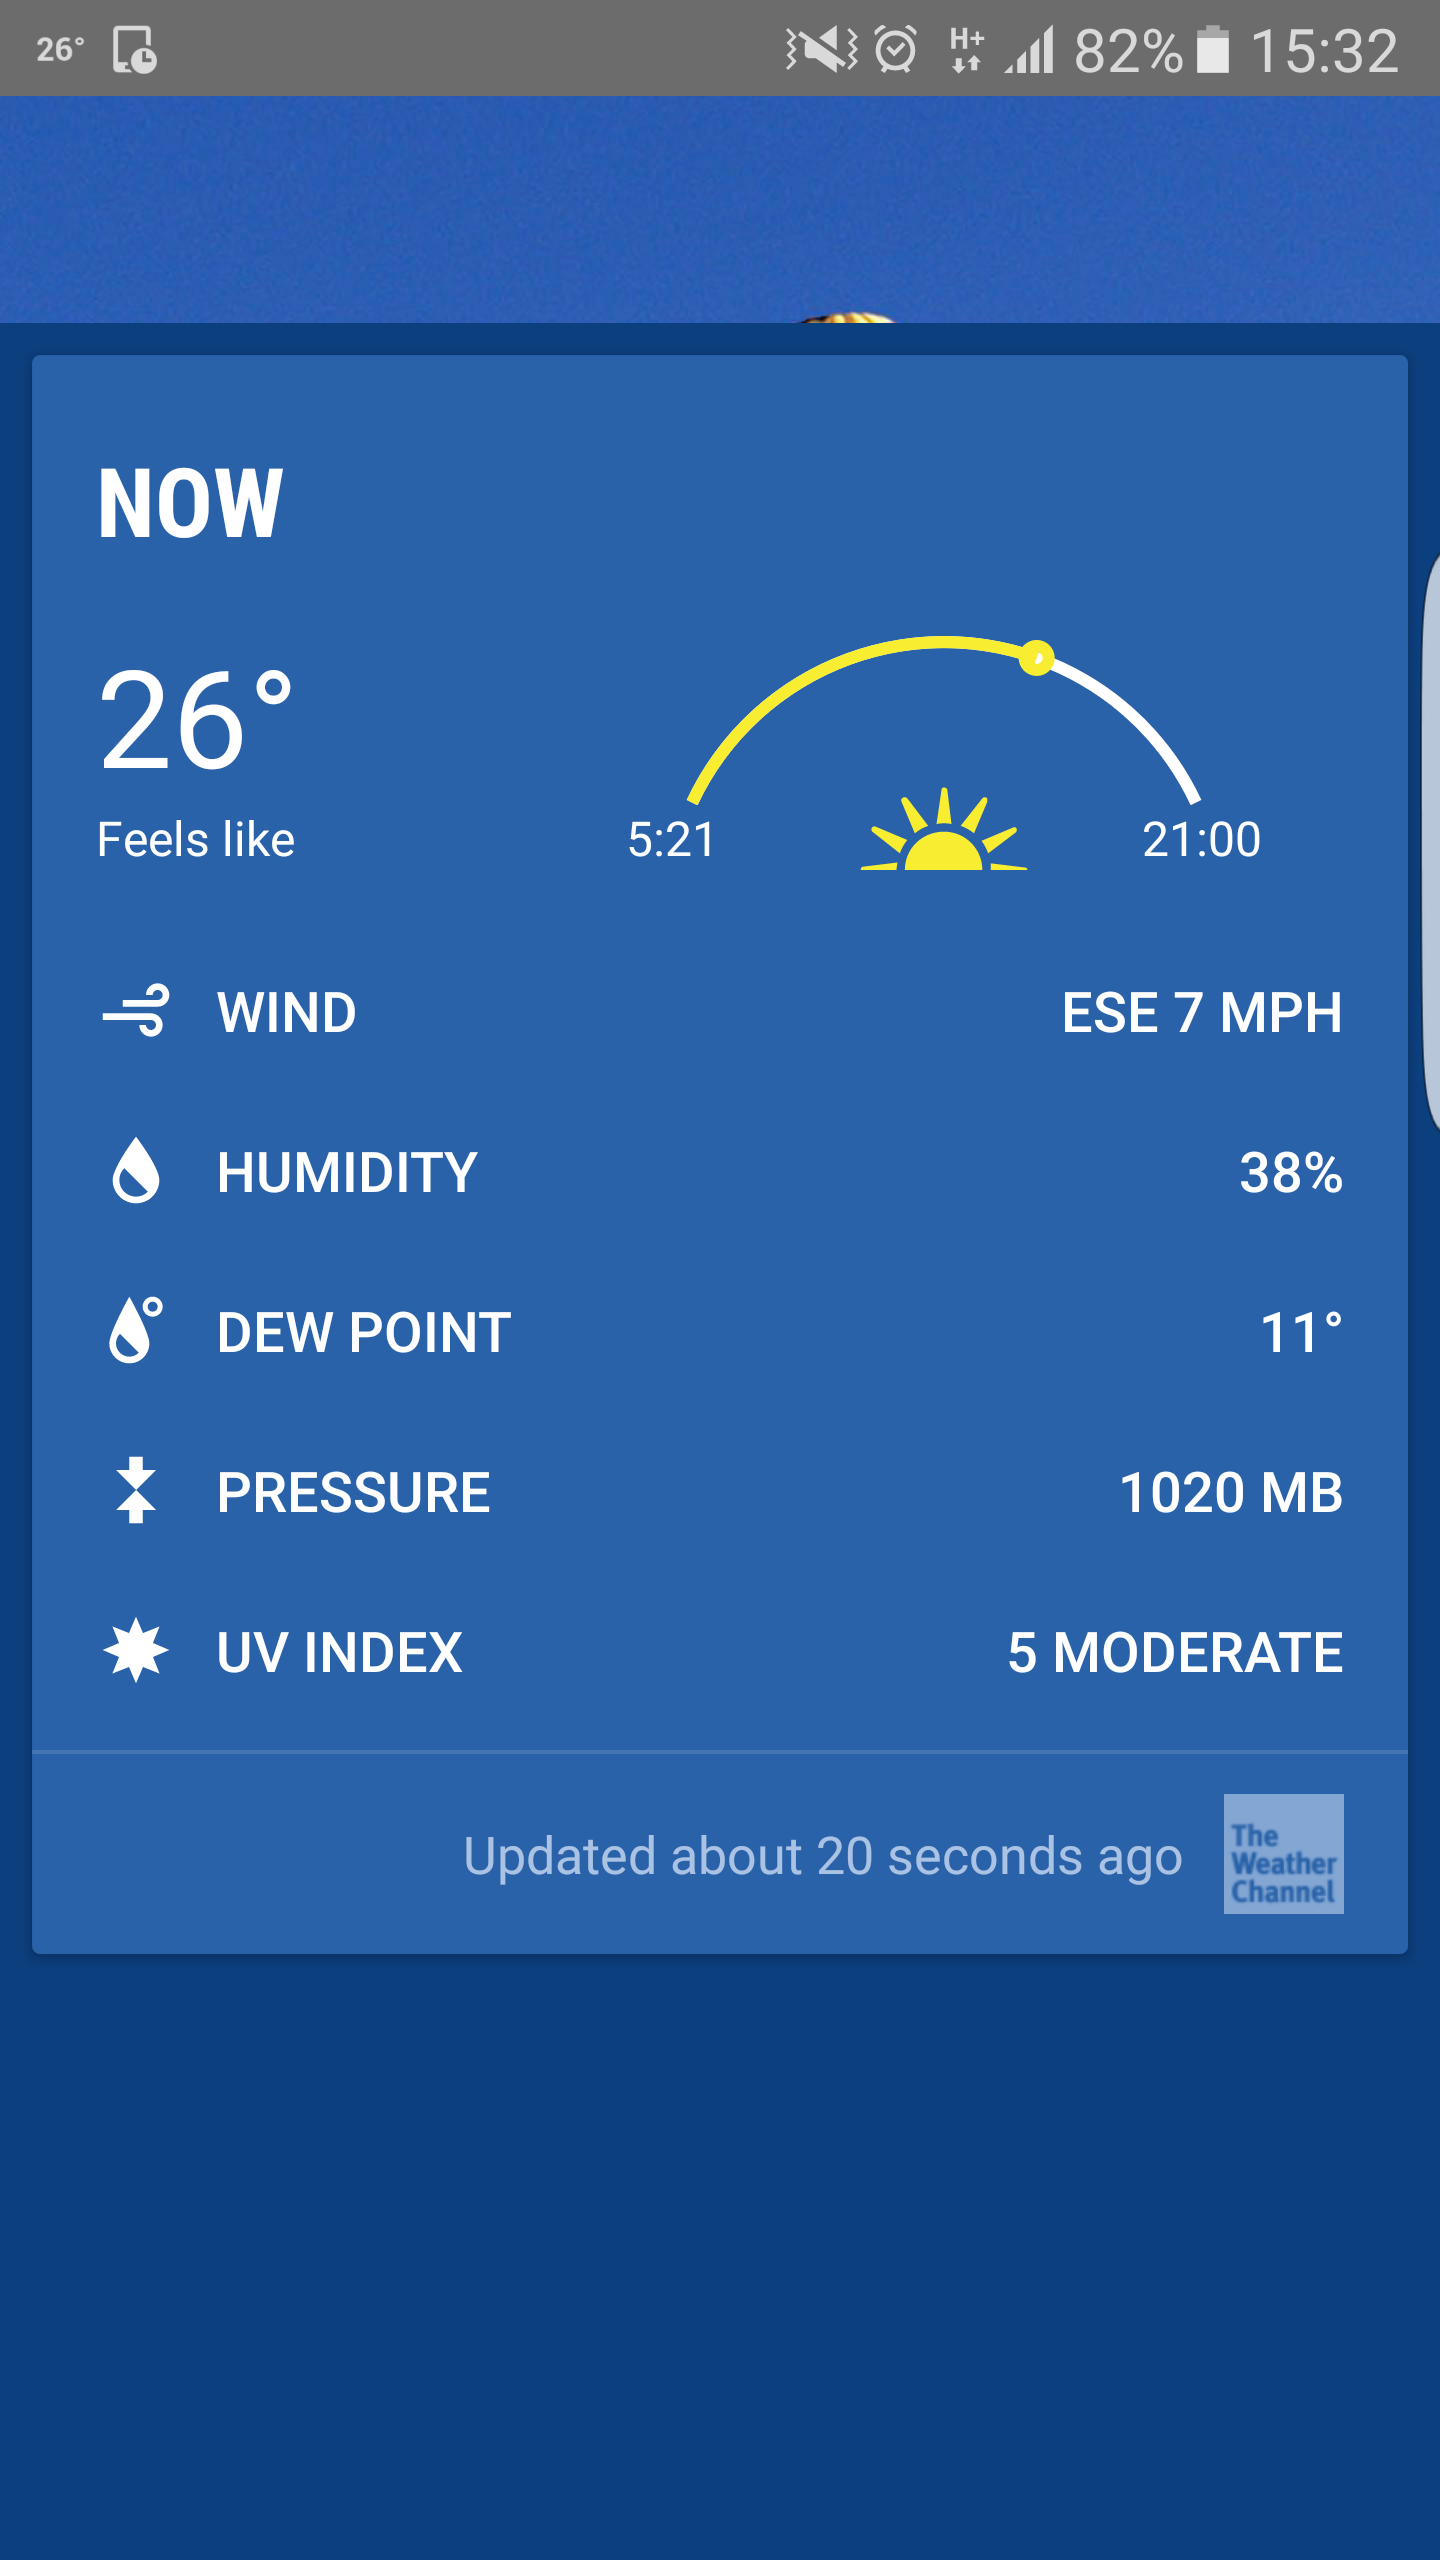 26°
H+ 82% 15:32
NOW
26°
Feels like
5:21
21:00
WIND ESE 7 MPH
HUMIDITY 38%
DEW POINT 11°
PRESSURE 1020 MB
UV INDEX 5 MODERATE
Updated about 20 seconds ago
The
Weather
Channel